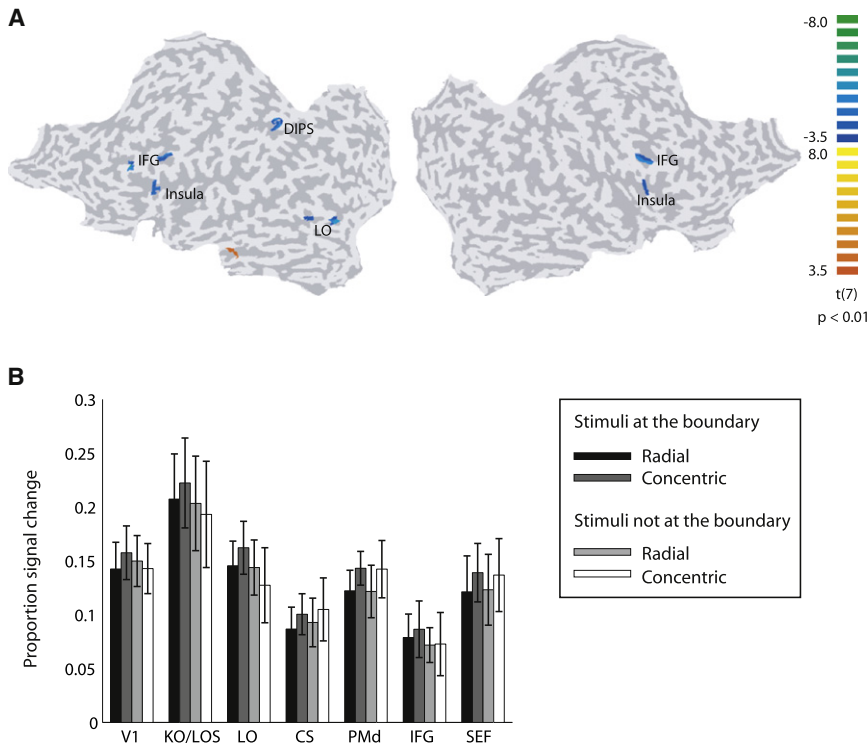 A
-8.0
DIPS
IFG
Insula
LO
IFG
Insula
-3.5
8.0
3.5
t(7)
p < 0.01
B
Proportion signal change
0.3
0.25
0.2
0.15
0.1
0.05
0
V1 KO/LOS LO CS PMd IFG SEF
Stimuli at the boundary
Radial
Concentric
Stimuli not at the boundary
Radial
Concentric